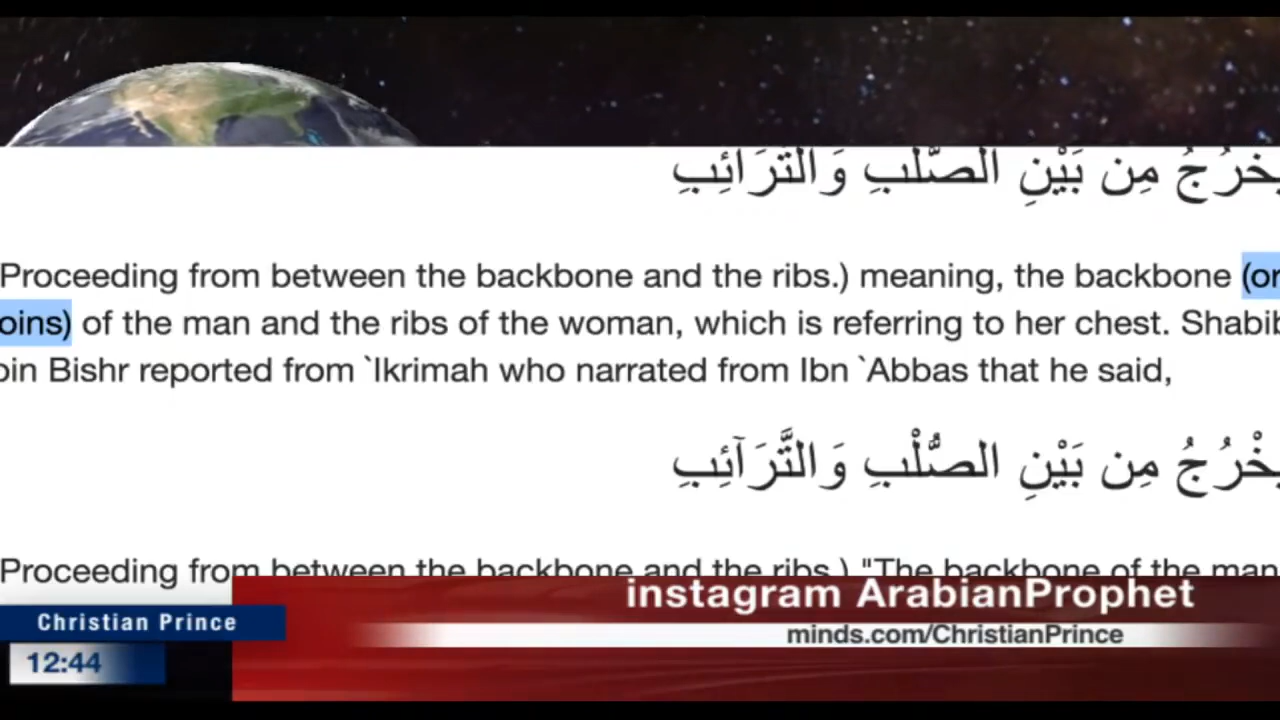 مِن بَيْنِ الصُّلْبِ وَالتَّرَائِبِ
Proceeding from between the backbone and the ribs.) meaning, the backbone (or
oins) of the man and the ribs of the woman, which is referring to her chest. Shabib
bin Bishr reported from `Ikrimah who narrated from Ibn `Abbas that he said,
يَخْرُجُ مِن بَيْنِ الصُّلْبِ وَالتَّرَآئِبِ
Proceeding from between the backbone and the ribs.) "The backbone of the man
instagram ArabianProphet
minds.com/ChristianPrince
Christian Prince
12:44